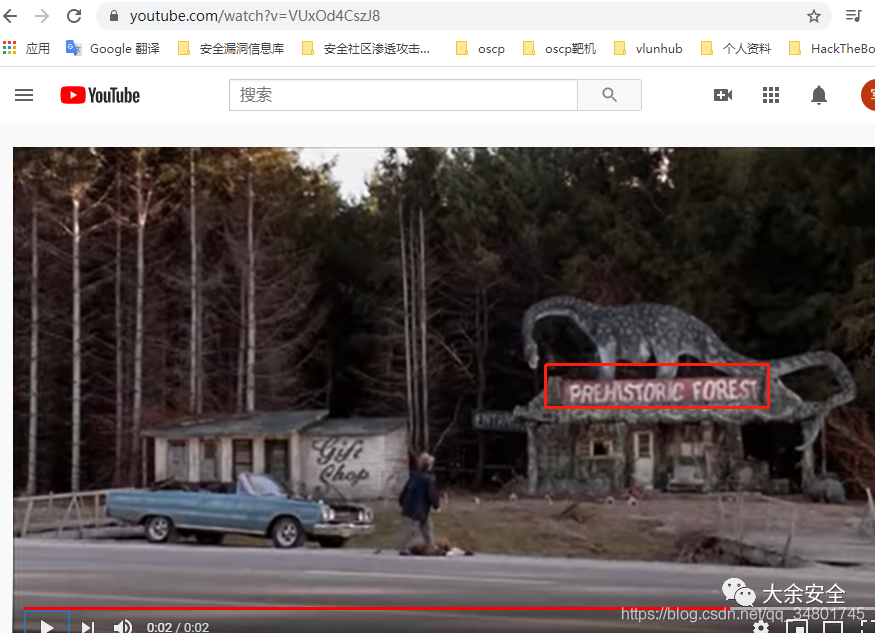 youtube.com/watch?v=VUxOd4CszJ8
应用 Google 翻译 安全漏洞信息库 安全社区渗透攻击... oscp oscp靶机 vlunhub 个人资料 HackTheBo
YouTube
搜索
PREHISTORIC FOREST
Gift
Shop
大余安全
https://blog.csdn.net/qq_34801745
0:02 / 0:02